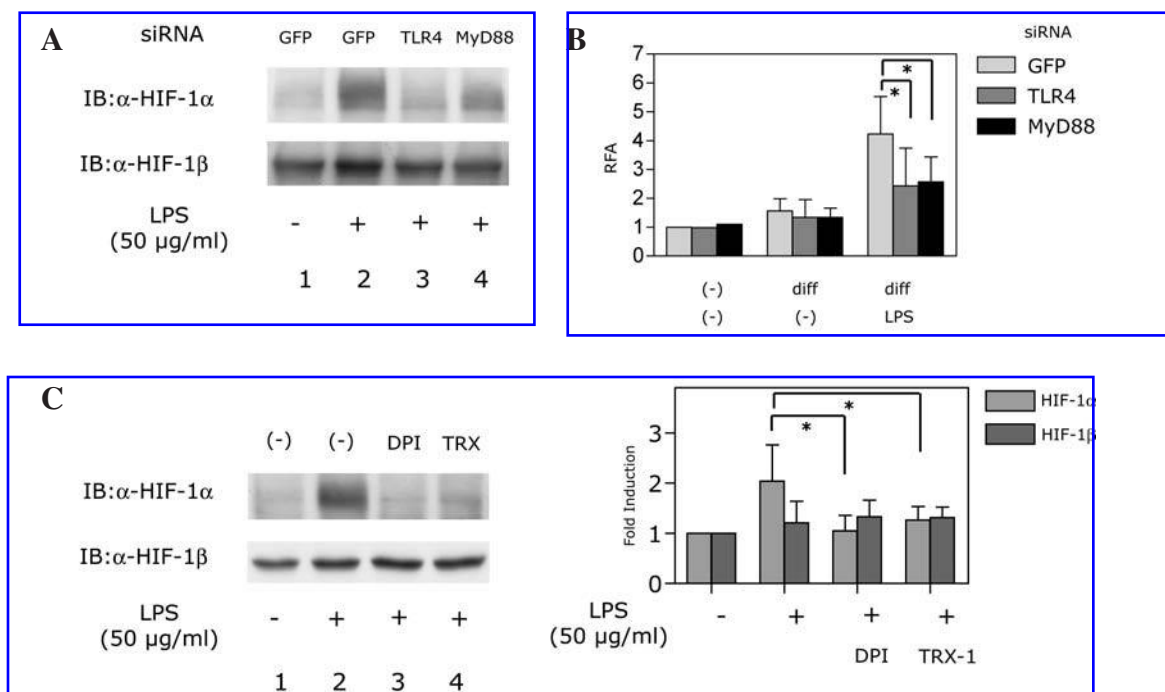 A
siRNA GFP GFP TLR4 MyD88
IB:α-HIF-1α
IB:α-HIF-1β
LPS - + + +
(50 µg/ml)
1 2 3 4
B
siRNA
GFP
TLR4
MyD88
7
6
5
4
3
2
1
0
RFA
* 
*
(-) diff diff
(-) (-) LPS
C
(-) (-) DPI TRX
IB:α-HIF-1α
IB:α-HIF-1β
LPS - + + +
(50 µg/ml)
1 2 3 4
HIF-1α
HIF-1β
3
2
1
0
Fold Induction
*
*
LPS - + + +
(50 µg/ml)
DPI TRX-1